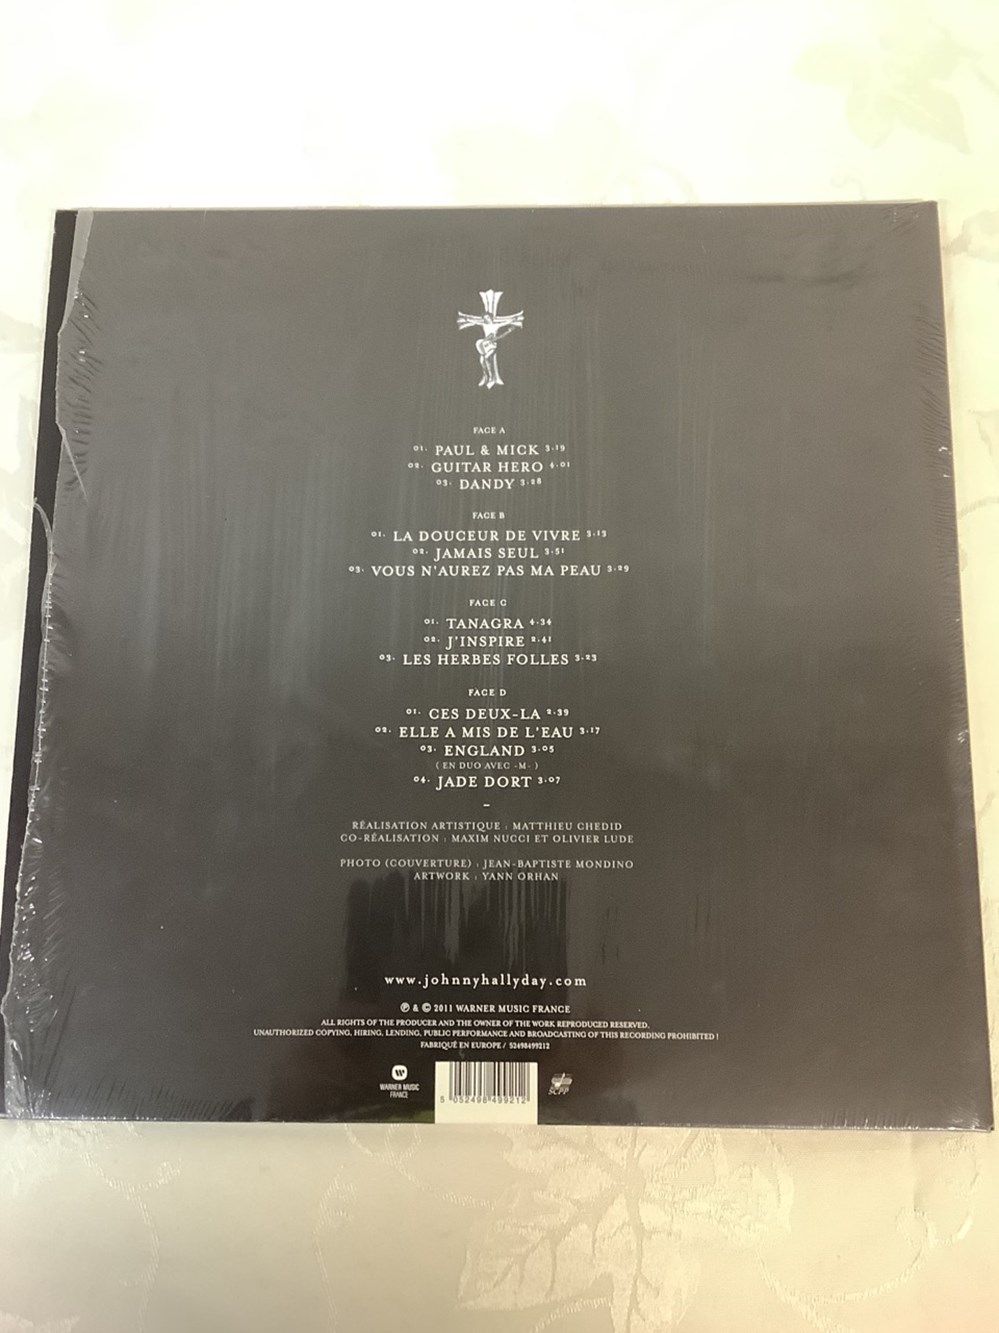 FACE A
01. PAUL & MICK 3.19
02. GUITAR HERO 4.01
03. DANDY 3.28
FACE B
01. LA DOUCEUR DE VIVRE 3.13
02. JAMAIS SEUL 3.51
03. VOUS N'AUREZ PAS MA PEAU 3.29
FACE C
01. TANAGRA 4.34
02. J'INSPIRE 2.41
03. LES HERBES FOLLES 3.23
FACE D
01. CES DEUX-LA 2.39
02. ELLE A MIS DE L'EAU 3.17
03. ENGLAND 3.05
( EN DUO AVEC -M- )
04. JADE DORT 3.07
–
RÉALISATION ARTISTIQUE : MATTHIEU CHEDID
CO-RÉALISATION : MAXIM NUCCI ET OLIVIER LUDE
PHOTO (COUVERTURE) : JEAN-BAPTISTE MONDINO
ARTWORK : YANN ORHAN
www.johnnyhallyday.com
℗ & © 2011 WARNER MUSIC FRANCE
ALL RIGHTS OF THE PRODUCER AND THE OWNER OF THE WORK REPRODUCED RESERVED.
UNAUTHORIZED COPYING, HIRING, LENDING, PUBLIC PERFORMANCE AND BROADCASTING OF THIS RECORDING PROHIBITED !
FABRIQUÉ EN EUROPE / 52498499212
WARNER MUSIC
FRANCE
5 052498 499212
SCPP